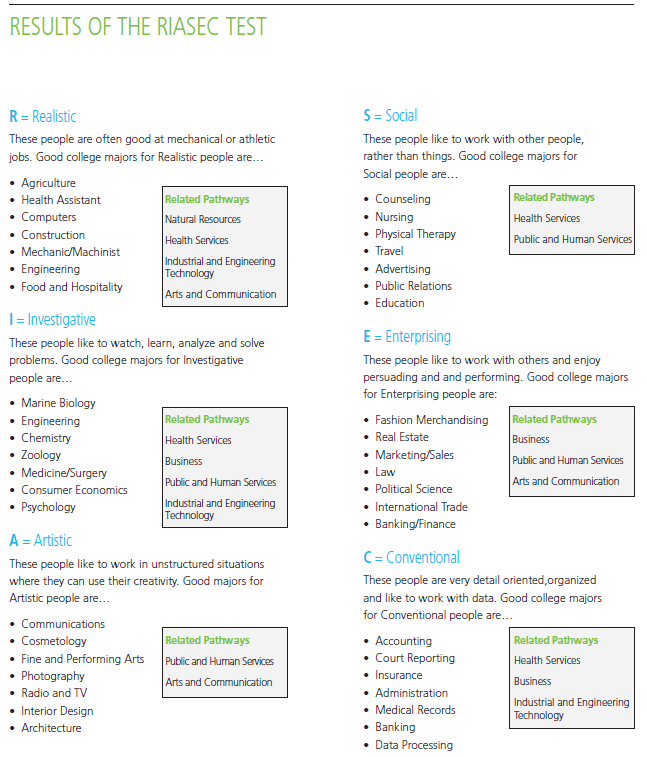 RESULTS OF THE RIASEC TEST
R = Realistic
These people are often good at mechanical or athletic
jobs. Good college majors for Realistic people are…
• Agriculture
• Health Assistant
• Computers
• Construction
• Mechanic/Machinist
• Engineering
• Food and Hospitality
Related Pathways
Natural Resources
Health Services
Industrial and Engineering
Technology
Arts and Communication
I = Investigative
These people like to watch, learn, analyze and solve
problems. Good college majors for Investigative
people are…
• Marine Biology
• Engineering
• Chemistry
• Zoology
• Medicine/Surgery
• Consumer Economics
• Psychology
Related Pathways
Health Services
Business
Public and Human Services
Industrial and Engineering
Technology
A = Artistic
These people like to work in unstructured situations
where they can use their creativity. Good majors for
Artistic people are…
• Communications
• Cosmetology
• Fine and Performing Arts
• Photography
• Radio and TV
• Interior Design
• Architecture
Related Pathways
Public and Human Services
Arts and Communication
S = Social
These people like to work with other people,
rather than things. Good college majors for
Social people are…
• Counseling
• Nursing
• Physical Therapy
• Travel
• Advertising
• Public Relations
• Education
Related Pathways
Health Services
Public and Human Services
E = Enterprising
These people like to work with others and enjoy
persuading and and performing. Good college majors
for Enterprising people are:
• Fashion Merchandising
• Real Estate
• Marketing/Sales
• Law
• Political Science
• International Trade
• Banking/Finance
Related Pathways
Business
Public and Human Services
Arts and Communication
C = Conventional
These people are very detail oriented,organized
and like to work with data. Good college majors
for Conventional people are…
• Accounting
• Court Reporting
• Insurance
• Administration
• Medical Records
• Banking
• Data Processing
Related Pathways
Health Services
Business
Industrial and Engineering
Technology